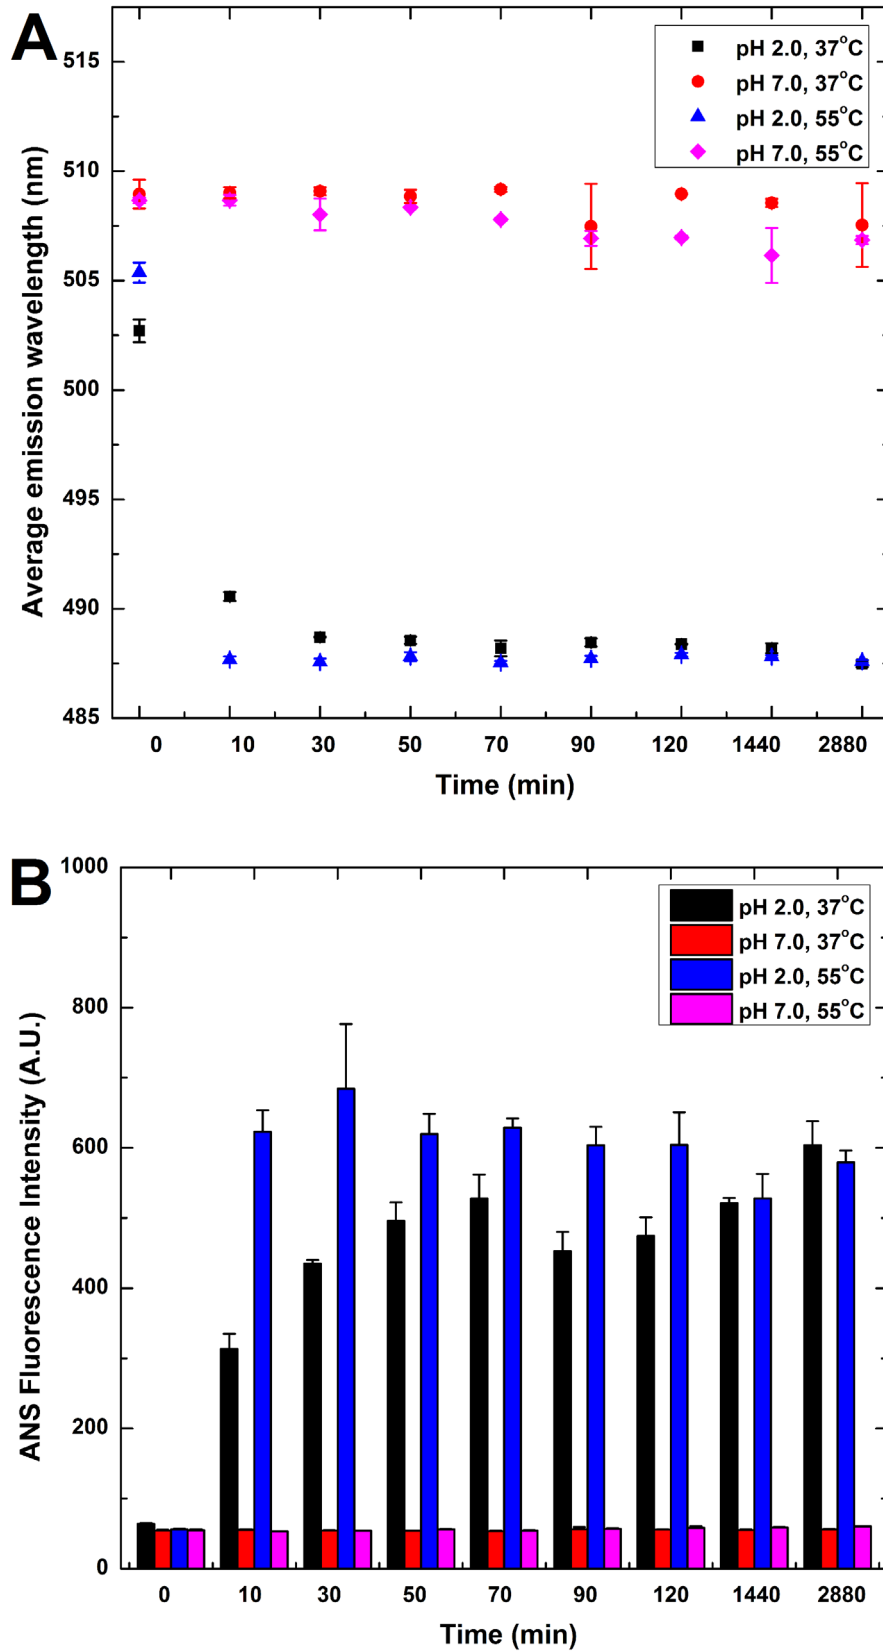 A
pH 2.0, 37°C
pH 7.0, 37°C
pH 2.0, 55°C
pH 7.0, 55°C
Average emission wavelength (nm)
515
510
505
500
495
490
485
0 10 30 50 70 90 120 1440 2880
Time (min)
B
pH 2.0, 37°C
pH 7.0, 37°C
pH 2.0, 55°C
pH 7.0, 55°C
ANS Fluorescence Intensity (A.U.)
1000
800
600
400
200
0
0 10 30 50 70 90 120 1440 2880
Time (min)